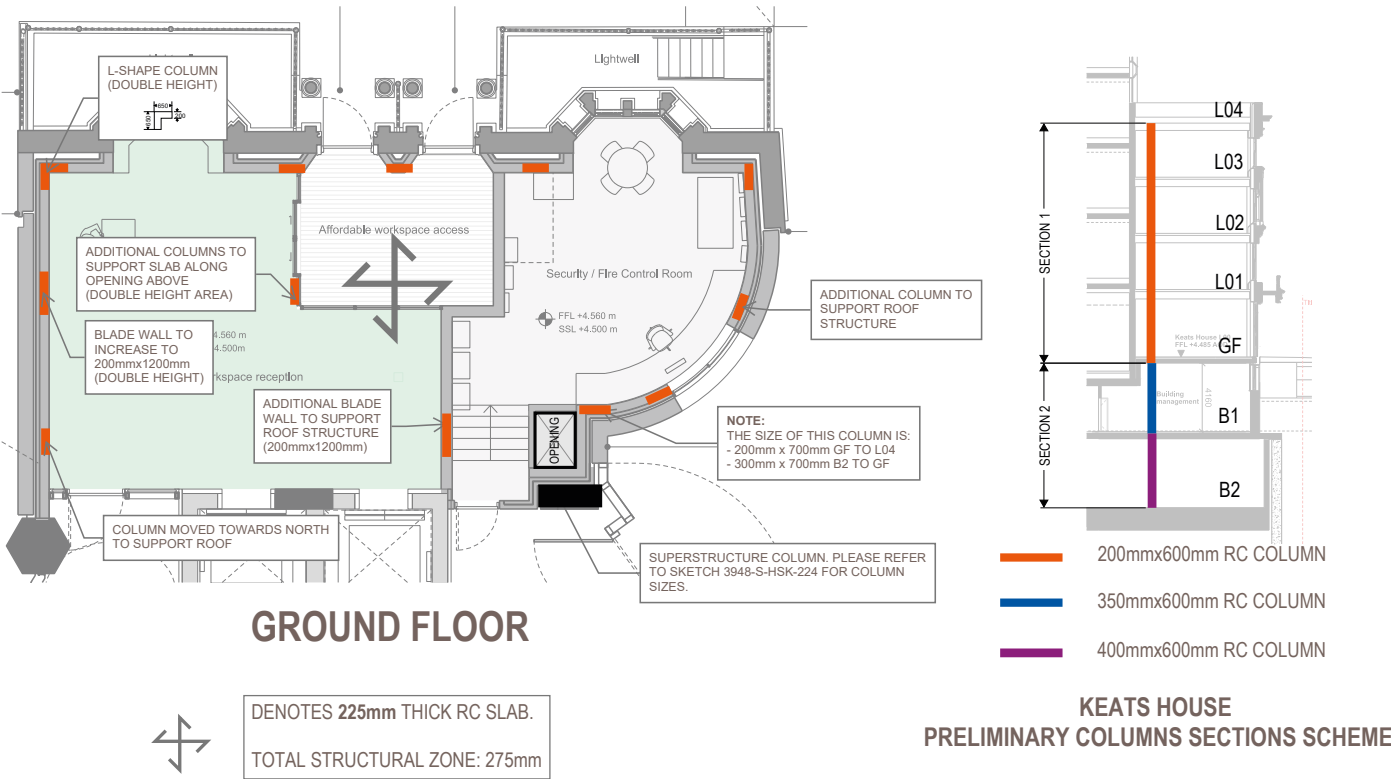 L-SHAPE COLUMN
(DOUBLE HEIGHT)
650
650
200
Lightwell
Affordable workspace access
ADDITIONAL COLUMNS TO
SUPPORT SLAB ALONG
OPENING ABOVE
(DOUBLE HEIGHT AREA)
Security / Fire Control Room
FFL +4.560 m
SSL +4.500 m
ADDITIONAL COLUMN TO
SUPPORT ROOF
STRUCTURE
BLADE WALL TO
INCREASE TO
200mmx1200mm
(DOUBLE HEIGHT)
4.560 m
4.500m
kspace reception
ADDITIONAL BLADE
WALL TO SUPPORT
ROOF STRUCTURE
(200mmx1200mm)
OPENING
NOTE:
THE SIZE OF THIS COLUMN IS:
- 200mm x 700mm GF TO L04
- 300mm x 700mm B2 TO GF
COLUMN MOVED TOWARDS NORTH
TO SUPPORT ROOF
SUPERSTRUCTURE COLUMN. PLEASE REFER
TO SKETCH 3948-S-HSK-224 FOR COLUMN
SIZES.
GROUND FLOOR
DENOTES 225mm THICK RC SLAB.
TOTAL STRUCTURAL ZONE: 275mm
L04
L03
L02
L01
SECTION 1
Keats House
FFL +4.495
GF
SECTION 2
Building
management
4160
B1
B2
200mmx600mm RC COLUMN
350mmx600mm RC COLUMN
400mmx600mm RC COLUMN
KEATS HOUSE
PRELIMINARY COLUMNS SECTIONS SCHEME